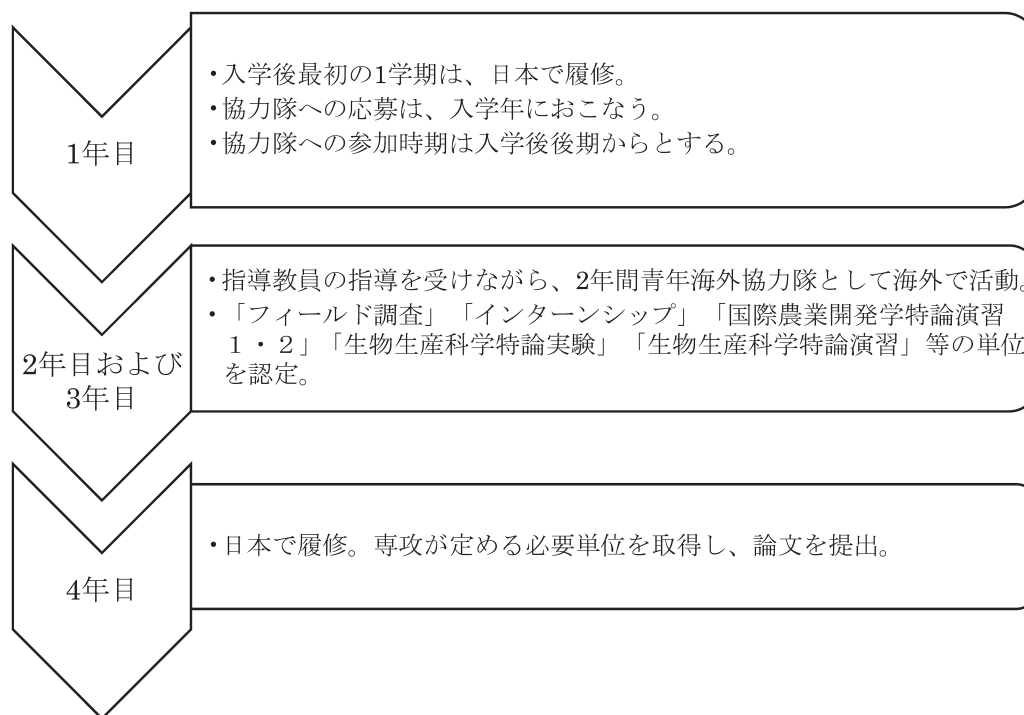 1年目
・入学後最初の1学期は、日本で履修。
・協力隊への応募は、入学年におこなう。
・協力隊への参加時期は入学後後期からとする。
2年目および
3年目
・指導教員の指導を受けながら、2年間青年海外協力隊として海外で活動。
・「フィールド調査」「インターンシップ」「国際農業開発学特論演習
１・２」「生物生産科学特論実験」「生物生産科学特論演習」等の単位
を認定。
4年目
・日本で履修。専攻が定める必要単位を取得し、論文を提出。